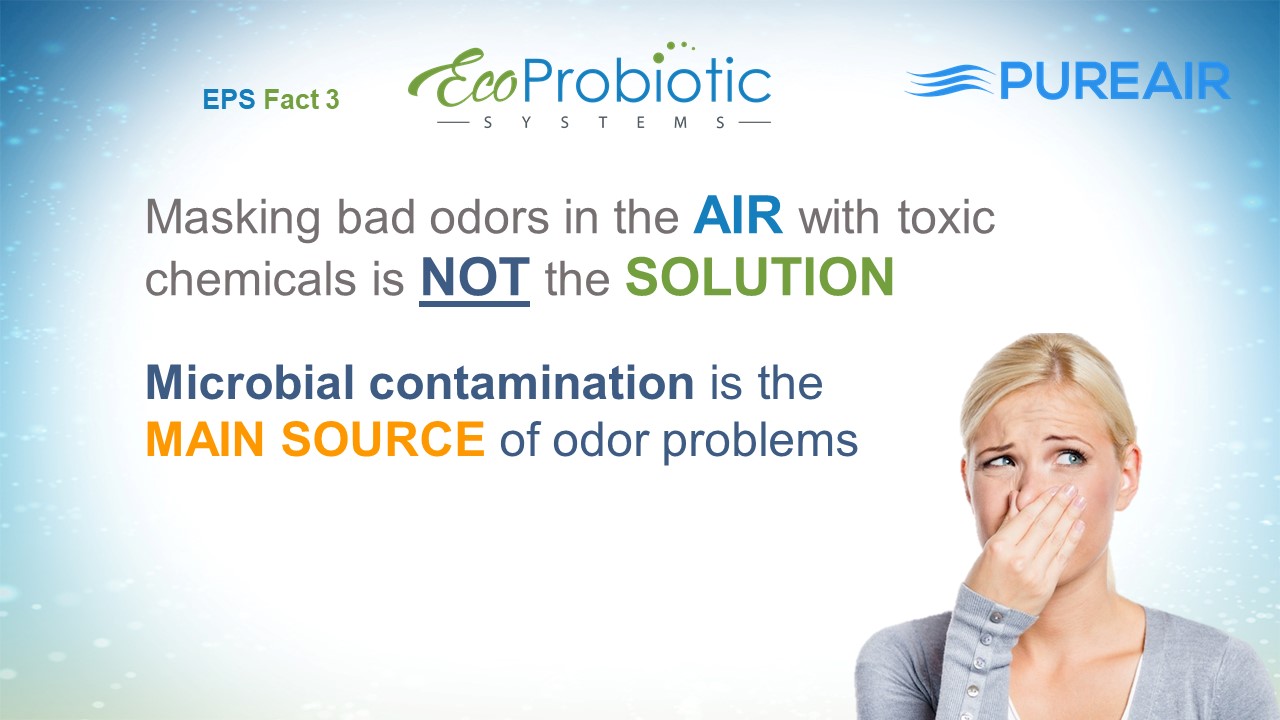 EPS Fact 3
EcoProbiotic
SYSTEMS
PUREAIR
Masking bad odors in the AIR with toxic
chemicals is NOT the SOLUTION
Microbial contamination is the
MAIN SOURCE of odor problems